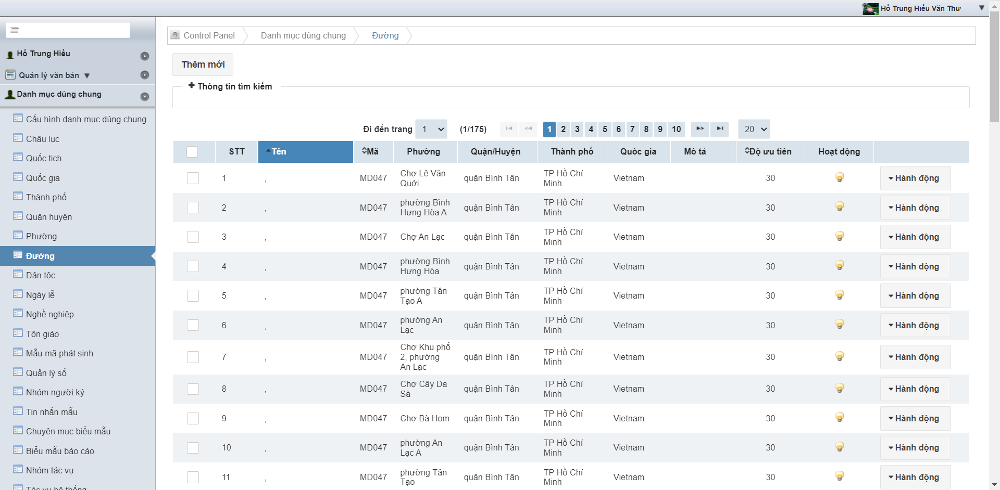 Hồ Trung Hiếu Văn Thư ▼
Hồ Trung Hiếu
Quản lý văn bản ▼
Danh mục dùng chung
Cấu hình danh mục dùng chung
Châu lục
Quốc tịch
Quốc gia
Thành phố
Quận huyện
Phường
Đường
Dân tộc
Ngày lễ
Nghề nghiệp
Tôn giáo
Mẫu mã phát sinh
Quản lý số
Nhóm người ký
Tin nhắn mẫu
Chuyên mục biểu mẫu
Biểu mẫu báo cáo
Nhóm tác vụ
Tác vụ hệ thống
Control Panel Danh mục dùng chung Đường
Thêm mới
Thông tin tìm kiếm
Đi đến trang 1 (1/175) 1 2 3 4 5 6 7 8 9 10 20
STT Tên Mã Phường Quận/Huyện Thành phố Quôc gia Mô tả Độ ưu tiên Hoạt động
1 , MD047 Chợ Lê Văn Quới quận Bình Tân TP Hồ Chí Minh Vietnam 30 Hành động
2 , MD047 phường Bình Hưng Hòa A quận Bình Tân TP Hồ Chí Minh Vietnam 30 Hành động
3 , MD047 Chợ An Lạc quận Bình Tân TP Hồ Chí Minh Vietnam 30 Hành động
4 , MD047 phường Bình Hưng Hòa quận Bình Tân TP Hồ Chí Minh Vietnam 30 Hành động
5 , MD047 phường Tân Tạo A quận Bình Tân TP Hồ Chí Minh Vietnam 30 Hành động
6 , MD047 phường An Lạc quận Bình Tân TP Hồ Chí Minh Vietnam 30 Hành động
7 , MD047 Chợ Khu phố 2, phường An Lạc quận Bình Tân TP Hồ Chí Minh Vietnam 30 Hành động
8 , MD047 Chợ Cây Da Sà quận Bình Tân TP Hồ Chí Minh Vietnam 30 Hành động
9 , MD047 Chợ Bà Hom quận Bình Tân TP Hồ Chí Minh Vietnam 30 Hành động
10 , MD047 phường An Lạc A quận Bình Tân TP Hồ Chí Minh Vietnam 30 Hành động
11 , MD047 phường Tân Tạo quận Bình Tân TP Hồ Chí Minh Vietnam 30 Hành động